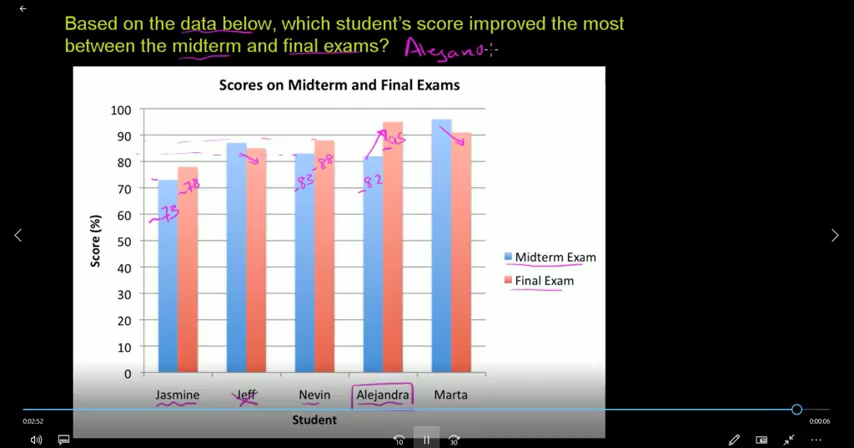 Based on the data below, which student's score improved the most
between the midterm and final exams? Alejand
Scores on Midterm and Final Exams
100
90
80
70
60
50
40
30
20
10
0
Score (%)
~73
~78
~83
~88
~82
~95
Midterm Exam
Final Exam
Jasmine Jeff Nevin Alejandra Marta
Student
0:02:52
0:00:06
10
30